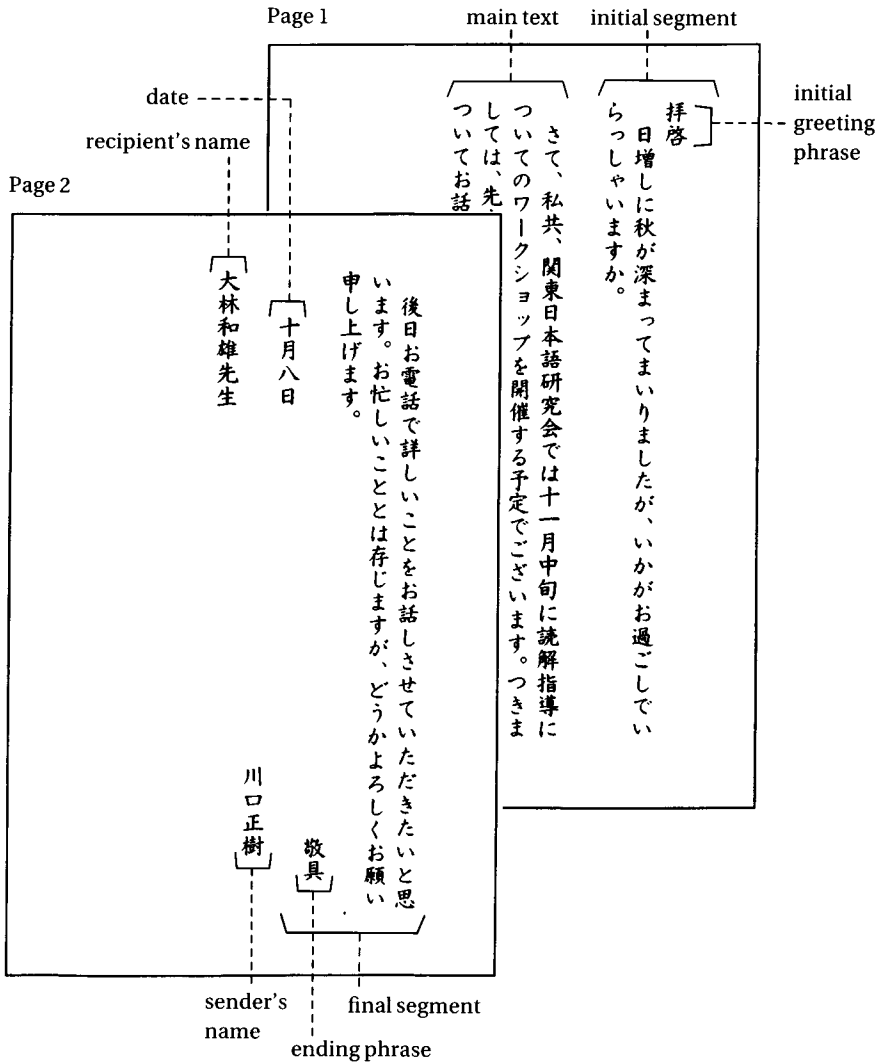 Page 1
main text
initial segment
initial
greeting
phrase
拝啓
日増しに秋が深まってまいりましたが、いかがお過ごしでい
らっしゃいますか。
さて、私共、関東日本語研究会では十一月中旬に読解指導に
ついてのワークショップを開催する予定でございます。つきま
しては、先
ついてお話
Page 2
date
recipient's name
後日お電話で詳しいことをお話しさせていただきたいと思
います。お忙しいこととは存じますが、どうかよろしくお願い
申し上げます。
敬具
十月八日
川口正樹
大林和雄先生
sender's
name
final segment
ending phrase